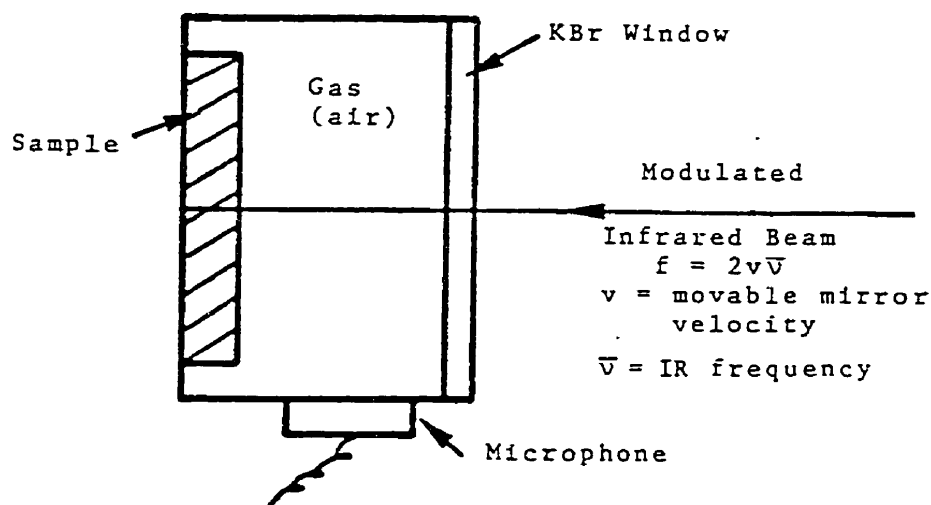 KBr Window
Gas
(air)
Sample
Modulated
Infrared Beam
f = 2vν̅
v = movable mirror
velocity
ν̅ = IR frequency
Microphone